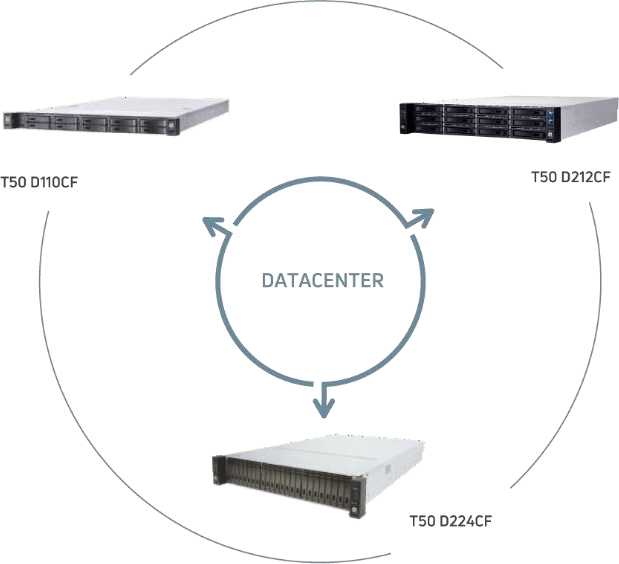 T50 D110CF
T50 D212CF
DATACENTER
T50 D224CF